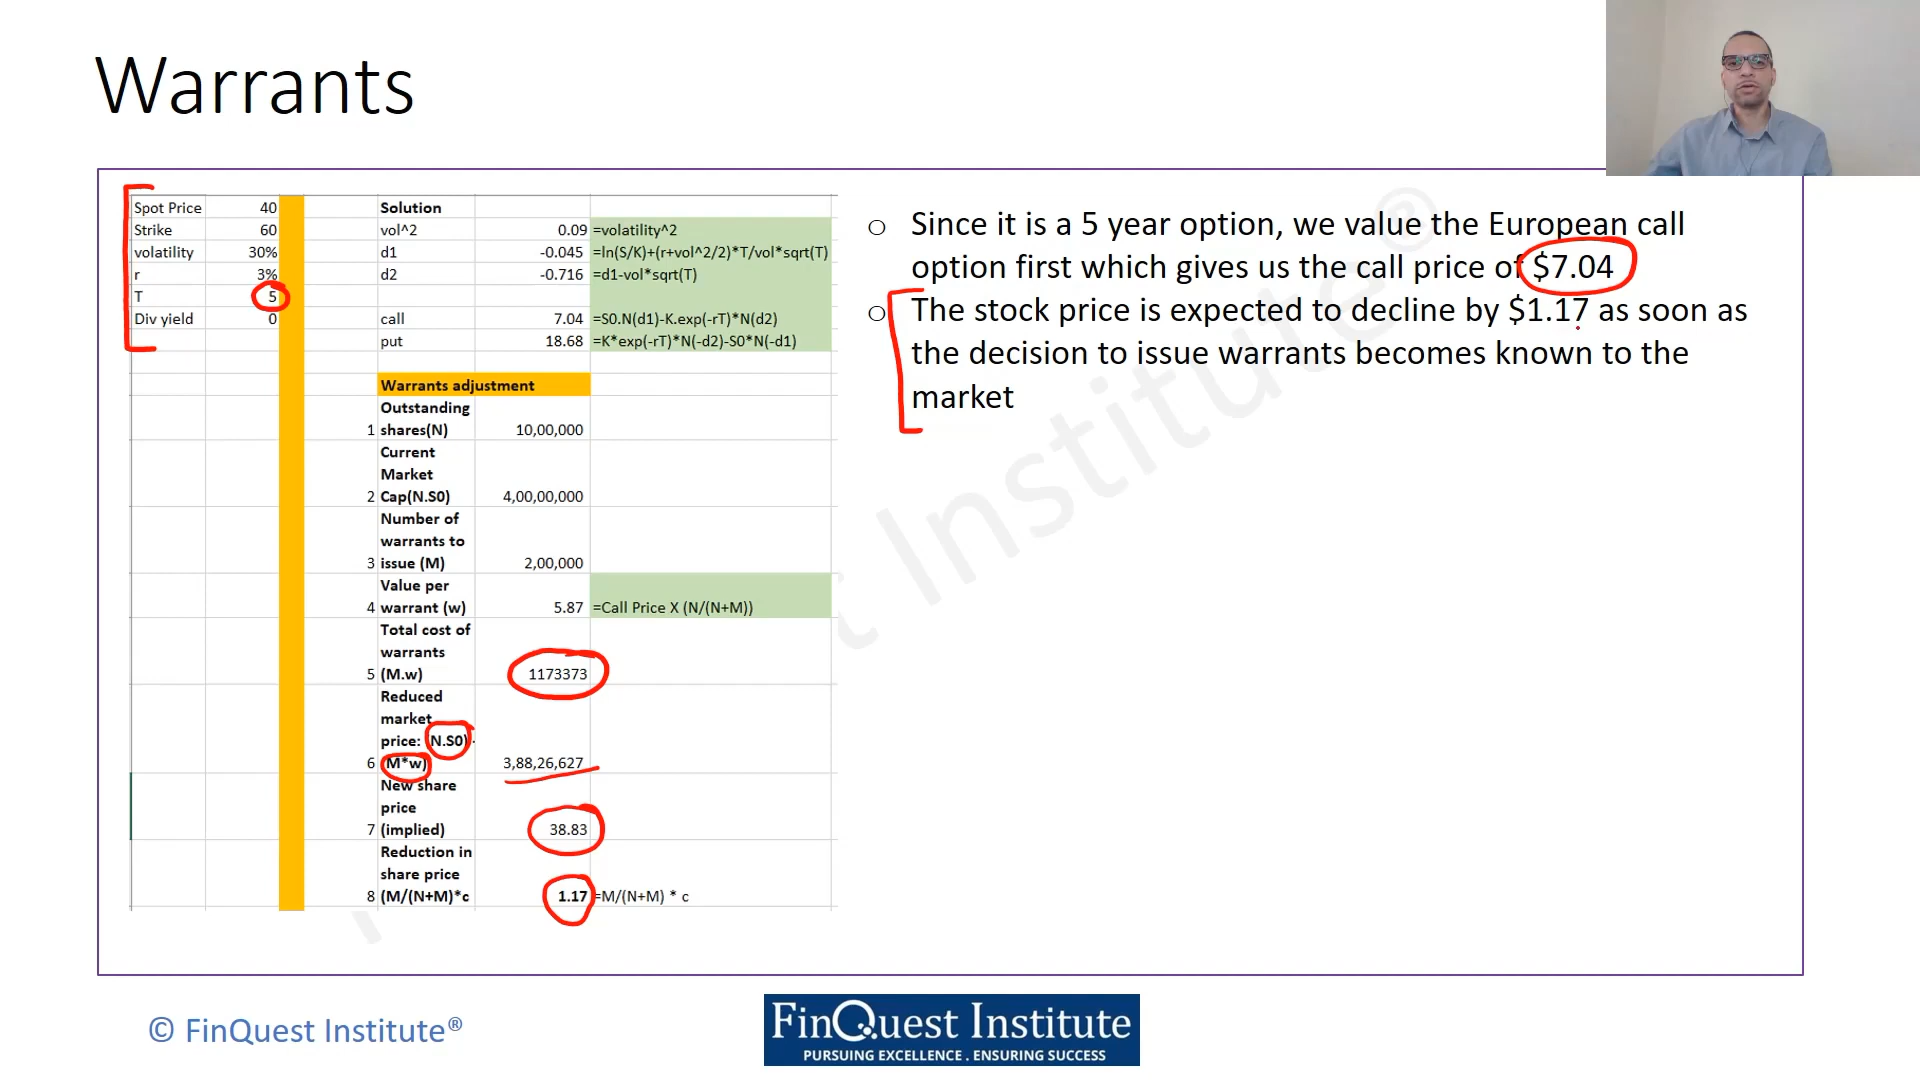 Warrants
Spot Price 40
Strike 60
volatility 30%
r 3%
T 5
Div yield 0
Solution
vol^2 0.09 =volatility^2
d1 -0.045 =ln(S/K)+(r+vol^2/2)*T/vol*sqrt(T)
d2 -0.716 =d1-vol*sqrt(T)
call 7.04 =S0.N(d1)-K.exp(-rT)*N(d2)
put 18.68 =K*exp(-rT)*N(-d2)-S0*N(-d1)
Warrants adjustment
Outstanding
1 shares(N) 10,00,000
Current
Market
2 Cap(N.S0) 4,00,00,000
Number of
warrants to
3 issue (M) 2,00,000
Value per
4 warrant (w) 5.87 =Call Price X (N/(N+M))
Total cost of
warrants
5 (M.w) 1173373
Reduced
market
price: (N.S0)-
6 (M*w) 3,88,26,627
New share
price
7 (implied) 38.83
Reduction in
share price
8 (M/(N+M)*c 1.17 =M/(N+M) * c
o Since it is a 5 year option, we value the European call
option first which gives us the call price of $7.04
o The stock price is expected to decline by $1.17 as soon as
the decision to issue warrants becomes known to the
market
Institute®
© FinQuest Institute®
FinQuest Institute
PURSUING EXCELLENCE . ENSURING SUCCESS